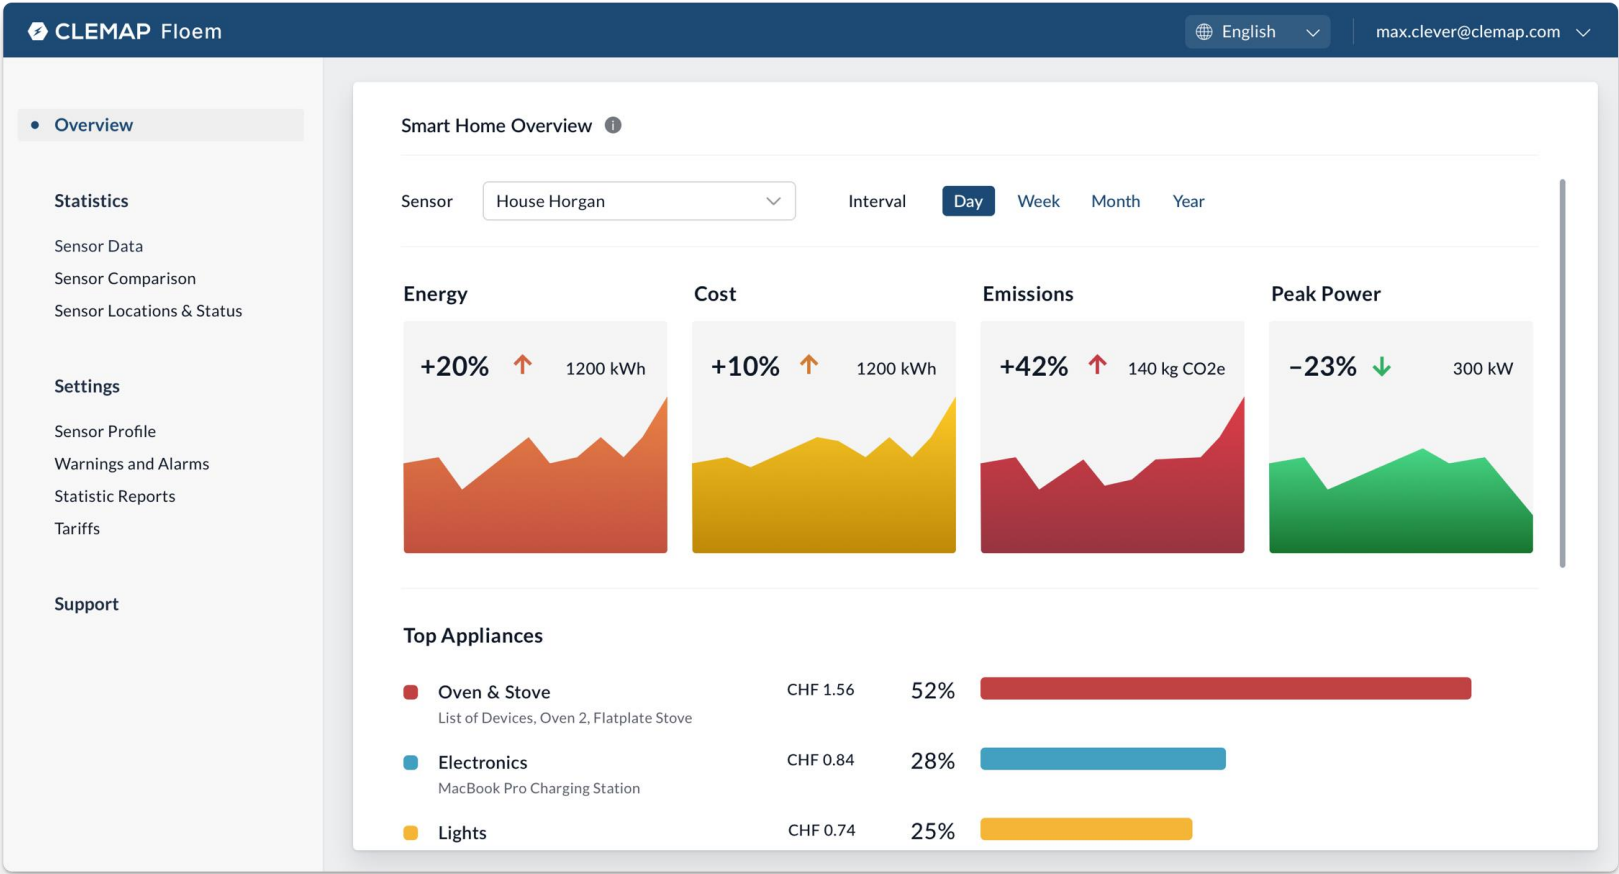 CLEMAP Floem
English
max.clever@clemap.com
Overview
Statistics
Sensor Data
Sensor Comparison
Sensor Locations & Status
Settings
Sensor Profile
Warnings and Alarms
Statistic Reports
Tariffs
Support
Smart Home Overview
Sensor House Horgan Interval Day Week Month Year
Energy
+20% 1200 kWh
Cost
+10% 1200 kWh
Emissions
+42% 140 kg CO2e
Peak Power
−23% 300 kW
Top Appliances
Oven & Stove CHF 1.56 52%
List of Devices, Oven 2, Flatplate Stove
Electronics CHF 0.84 28%
MacBook Pro Charging Station
Lights CHF 0.74 25%